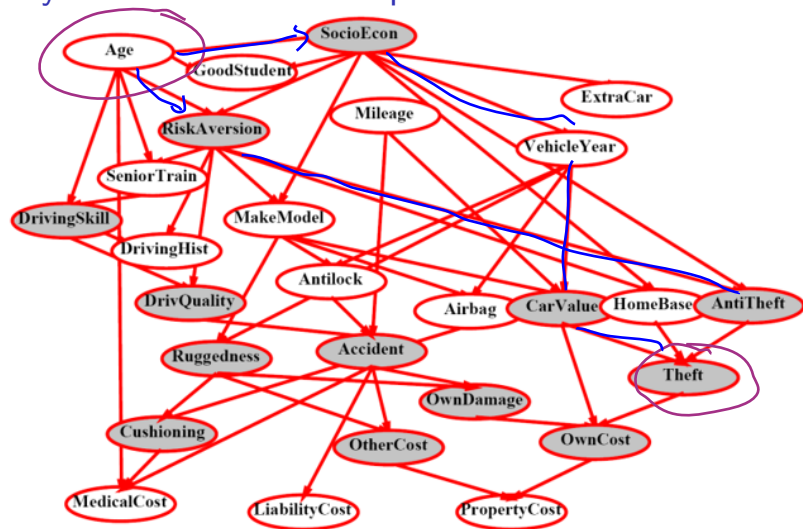 SocioEcon
Age
GoodStudent
ExtraCar
Mileage
RiskAversion
VehicleYear
SeniorTrain
DrivingSkill
MakeModel
DrivingHist
Antilock
DrivQuality
Airbag
CarValue
HomeBase
AntiTheft
Ruggedness
Accident
Theft
OwnDamage
Cushioning
OtherCost
OwnCost
MedicalCost
LiabilityCost
PropertyCost